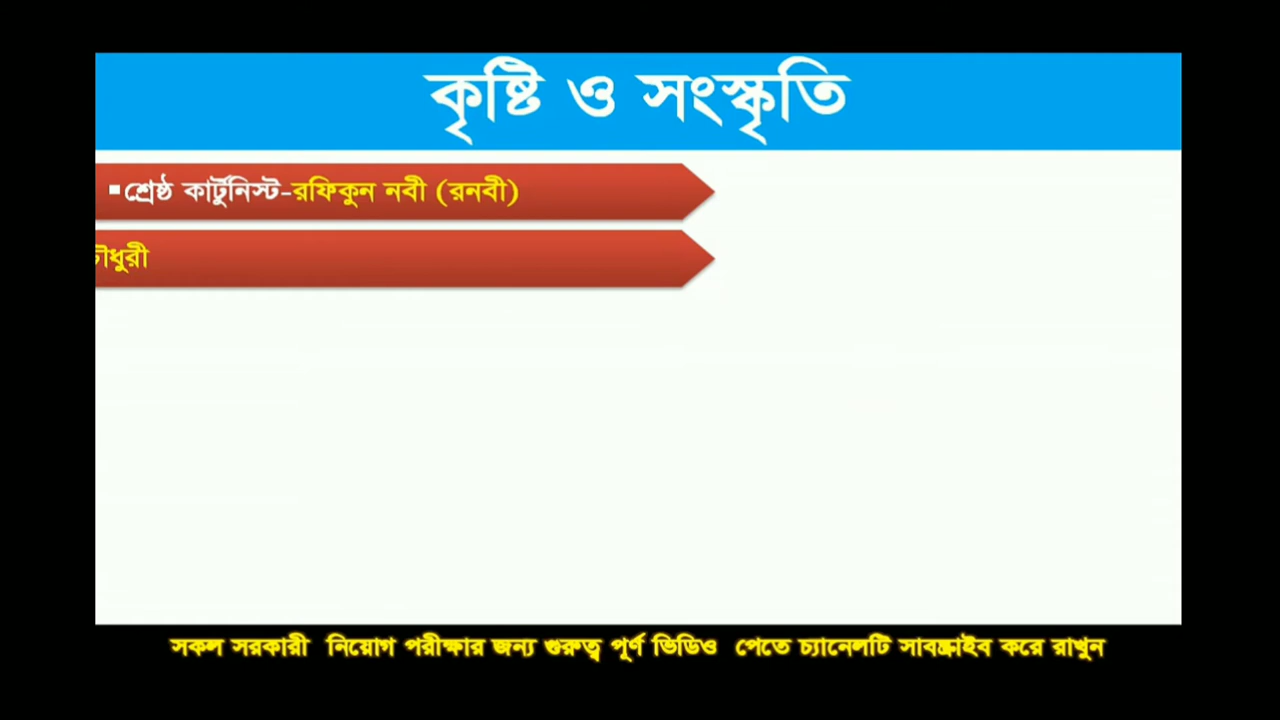 কৃষ্টি ও সংস্কৃতি
▪শ্রেষ্ঠ কার্টুনিস্ট-রফিকুন নবী (রনবী)
ৌধুরী
সকল সরকারী নিয়োগ পরীক্ষার জন্য গুরুত্ব পূর্ণ ভিডিও পেতে চ্যানেলটি সাবস্ক্রাইব করে রাখুন